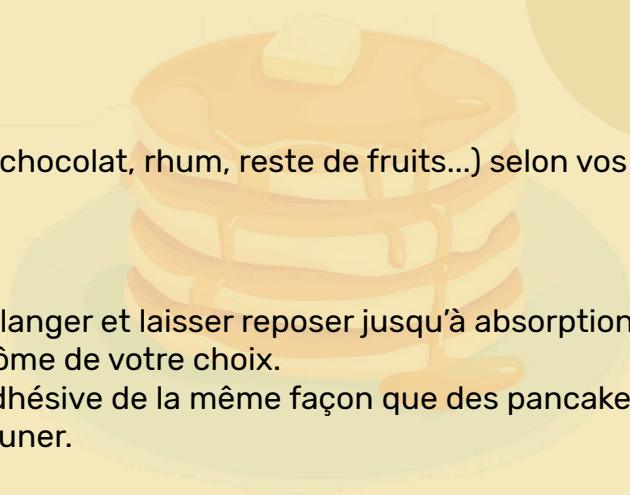 chocolat, rhum, reste de fruits...) selon vos
langer et laisser reposer jusqu'à absorption
ôme de votre choix.
dhésive de la même façon que des pancake
uner.